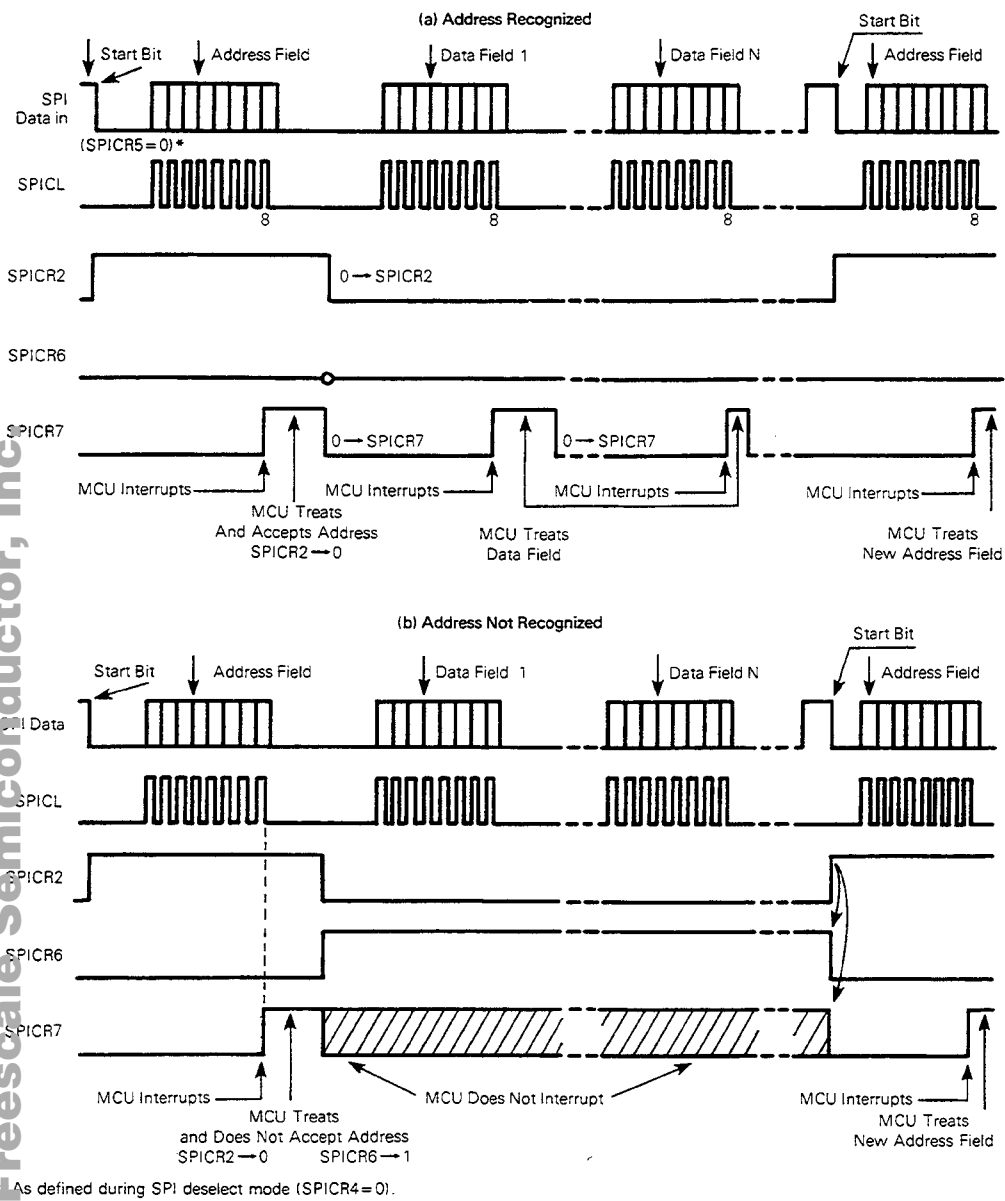 (a) Address Recognized
Start Bit
Start Bit
Address Field
Data Field 1
Data Field N
Address Field
SPI
Data in
(SPICR5=0)*
SPICL
8
8
8
8
SPICR2
0→SPICR2
SPICR6
SPICR7
0→SPICR7
0→SPICR7
MCU Interrupts
MCU Interrupts
MCU Interrupts
MCU Interrupts
MCU Treats
And Accepts Address
SPICR2→0
MCU Treats
Data Field
MCU Treats
New Address Field
(b) Address Not Recognized
Start Bit
Start Bit
Address Field
Data Field 1
Data Field N
Address Field
SPI Data
SPICL
SPICR2
SPICR6
SPICR7
MCU Interrupts
MCU Does Not Interrupt
MCU Interrupts
MCU Treats
and Does Not Accept Address
SPICR2→0 SPICR6→1
MCU Treats
New Address Field
As defined during SPI deselect mode (SPICR4=0).
Freescale Semiconductor, Inc.